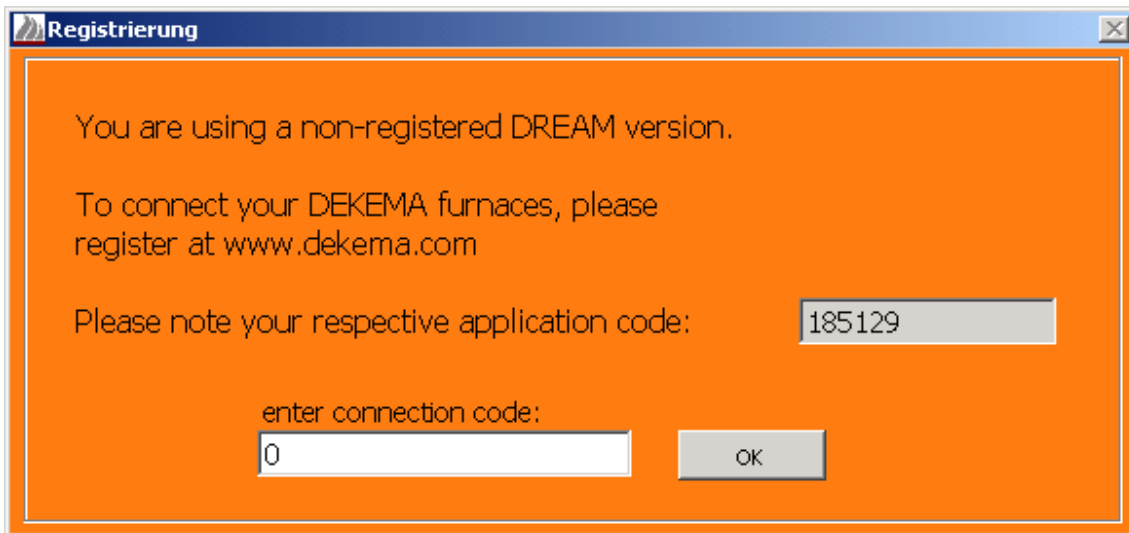 Registrierung
You are using a non-registered DREAM version.
To connect your DEKEMA furnaces, please
register at www.dekema.com
Please note your respective application code: 185129
enter connection code:
0
OK